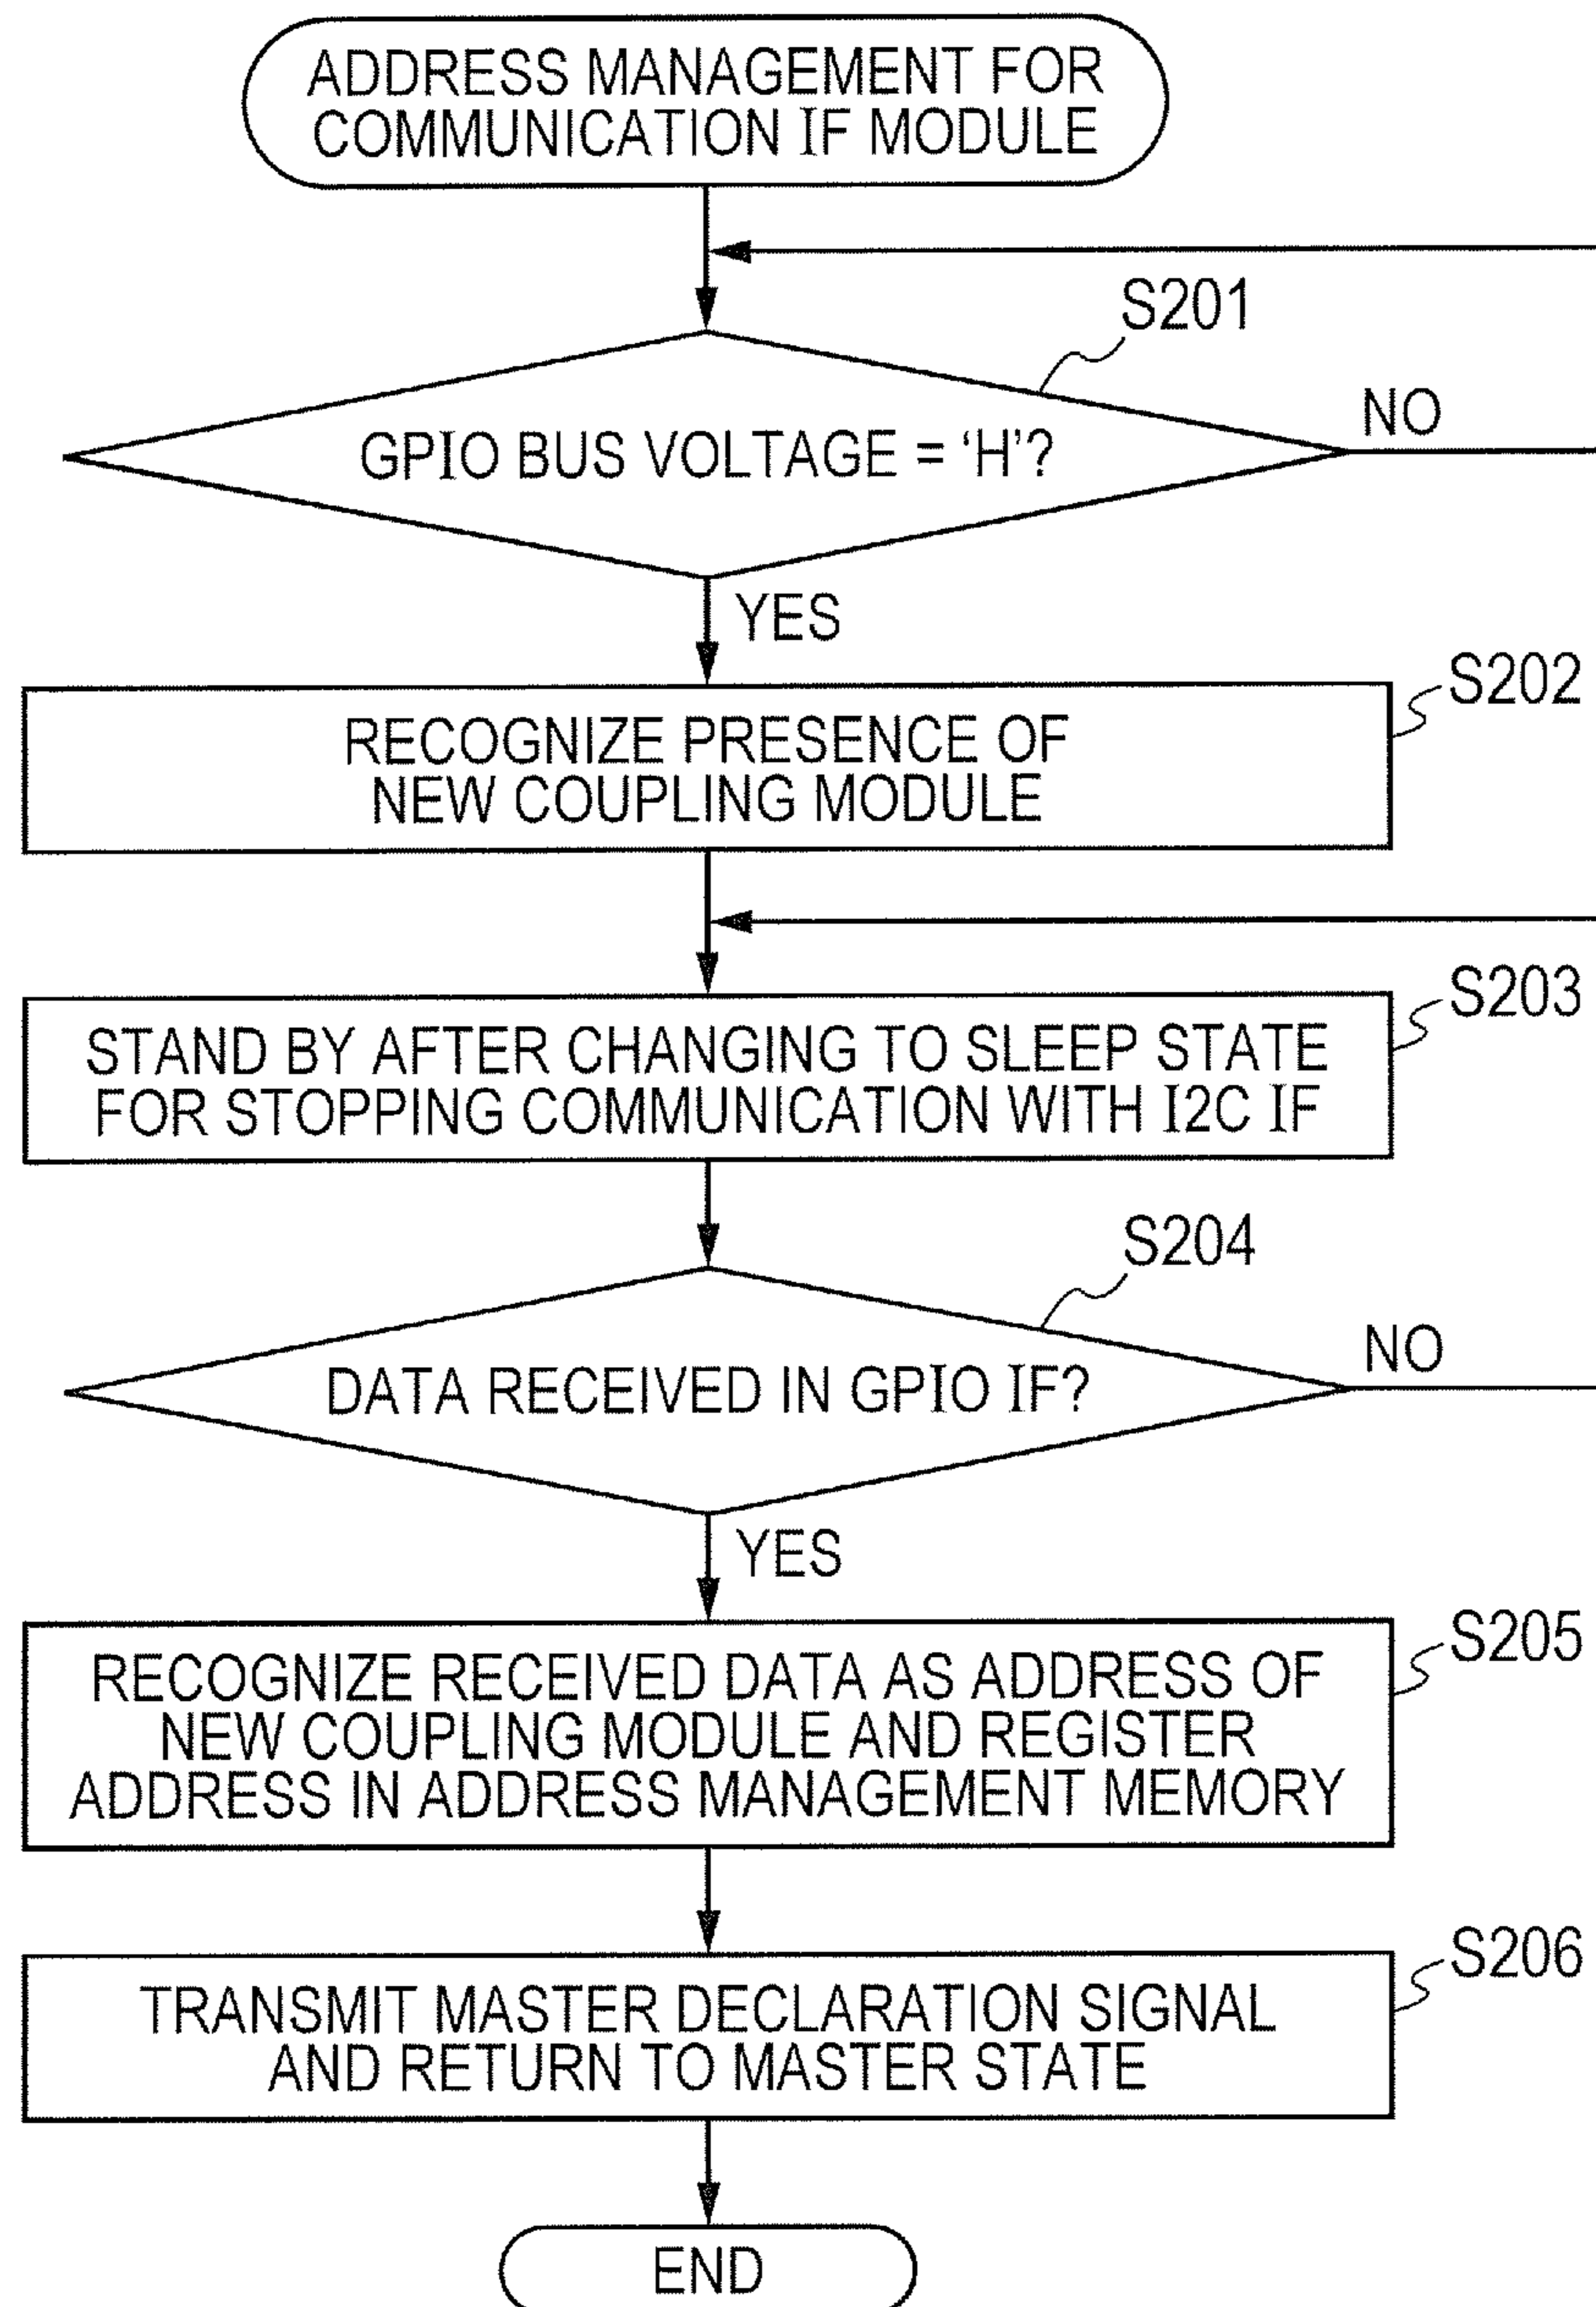 ADDRESS MANAGEMENT FOR
COMMUNICATION IF MODULE
S201
GPIO BUS VOLTAGE = ‘H’?
NO
YES
S202
RECOGNIZE PRESENCE OF
NEW COUPLING MODULE
S203
STAND BY AFTER CHANGING TO SLEEP STATE
FOR STOPPING COMMUNICATION WITH I2C IF
S204
DATA RECEIVED IN GPIO IF?
NO
YES
S205
RECOGNIZE RECEIVED DATA AS ADDRESS OF
NEW COUPLING MODULE AND REGISTER
ADDRESS IN ADDRESS MANAGEMENT MEMORY
S206
TRANSMIT MASTER DECLARATION SIGNAL
AND RETURN TO MASTER STATE
END